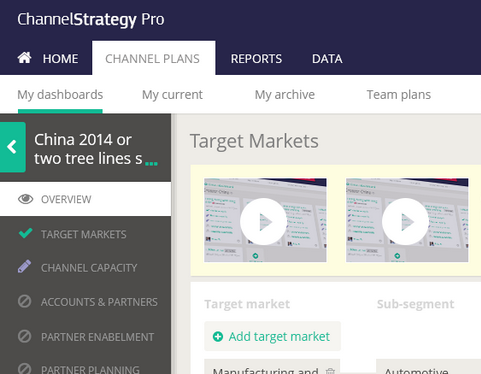 ChannelStrategy Pro
HOME
CHANNEL PLANS
REPORTS
DATA
My dashboards
My current
My archive
Team plans
China 2014 or
two tree lines s...
OVERVIEW
TARGET MARKETS
CHANNEL CAPACITY
ACCOUNTS & PARTNERS
PARTNER ENABELMENT
PARTNER PLANNING
Target Markets
Target market
Sub-segment
Add target market
Manufacturing and
Automotive